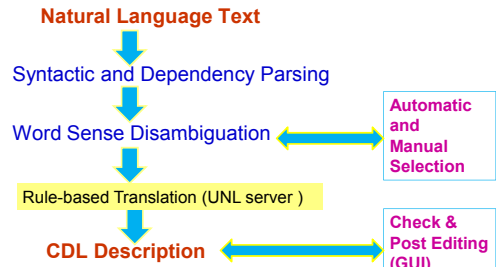 Natural Language Text
Syntactic and Dependency Parsing
Word Sense Disambiguation
Automatic
and
Manual
Selection
Rule-based Translation (UNL server )
CDL Description
Check &
Post Editing
(GUI)